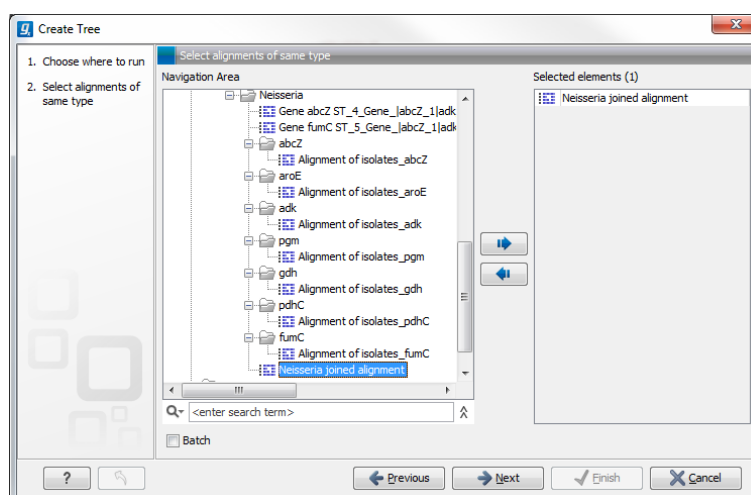 Create Tree
1. Choose where to run
2. Select alignments of
same type
Select alignments of same type
Navigation Area
Neisseria
Gene abcZ ST_4_Gene_|abcZ_1|adk
Gene fumC ST_5_Gene_|abcZ_1|adk
abcZ
Alignment of isolates_abcZ
aroE
Alignment of isolates_aroE
adk
Alignment of isolates_adk
pgm
Alignment of isolates_pgm
gdh
Alignment of isolates_gdh
pdhC
Alignment of isolates_pdhC
fumC
Alignment of isolates_fumC
Neisseria joined alignment
<enter search term>
Batch
Selected elements (1)
Neisseria joined alignment
?
Previous
Next
Finish
Cancel